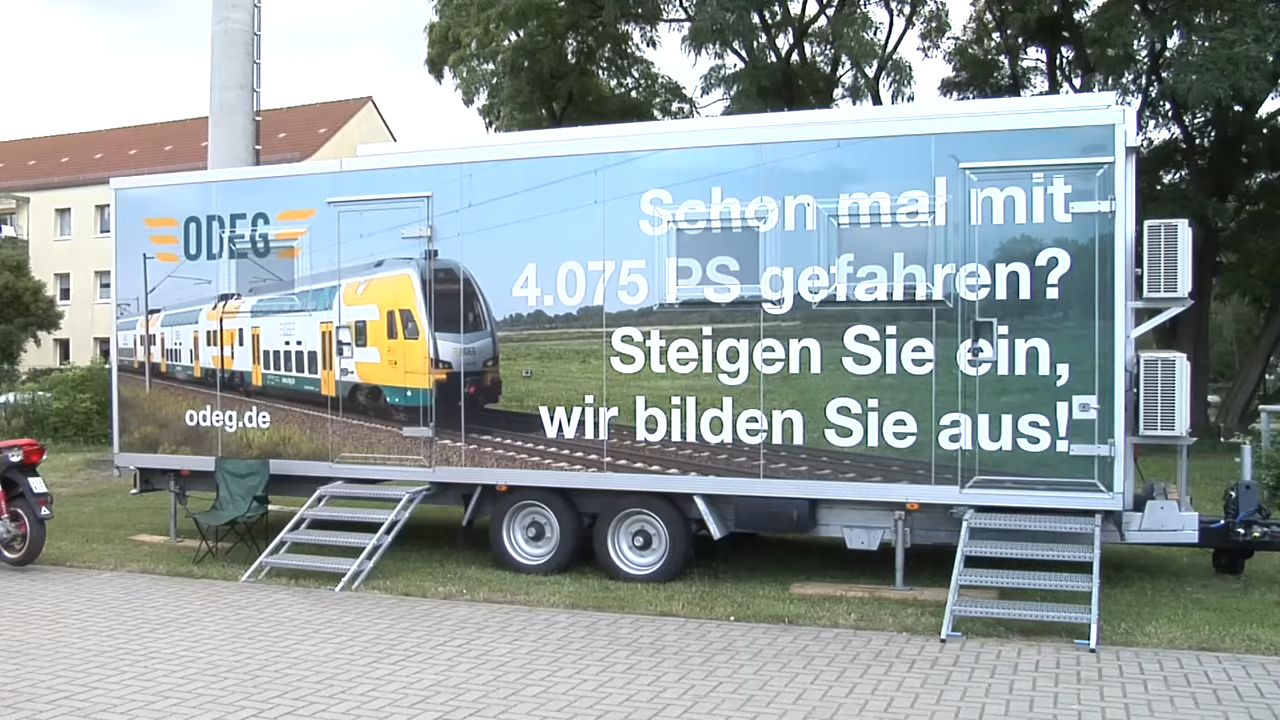 ODEG
Schon mal mit
4.075 PS gefahren?
Steigen Sie ein,
wir bilden Sie aus!
odeg.de